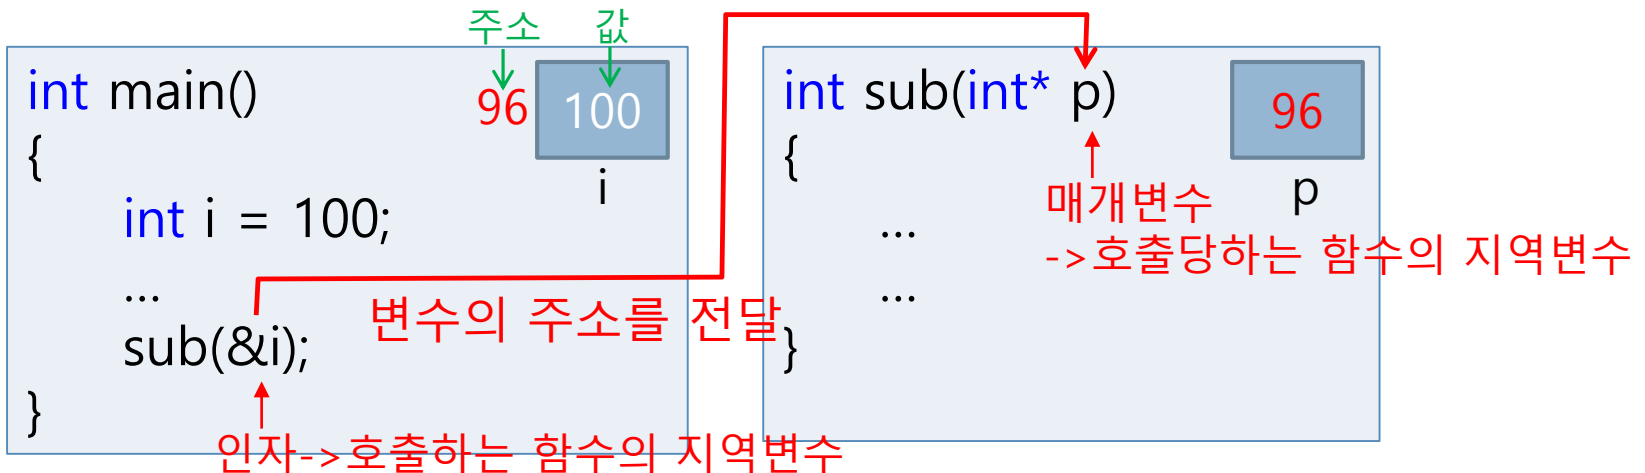 주소 값
int main()
96 100
{
i
int i = 100;
...
변수의 주소를 전달
sub(&i);
}
인자->호출하는 함수의 지역변수
int sub(int* p)
96
{
p
매개변수
...
->호출당하는 함수의 지역변수
...
}